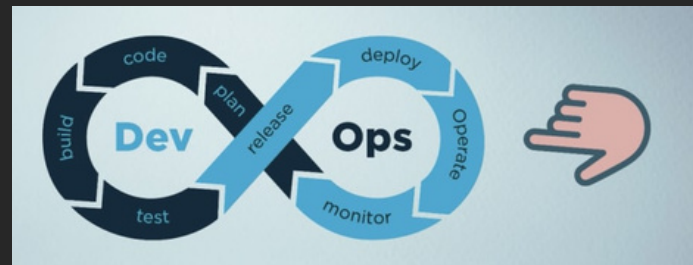 code
deploy
plan
release
build
Dev
Ops
Operate
test
monitor